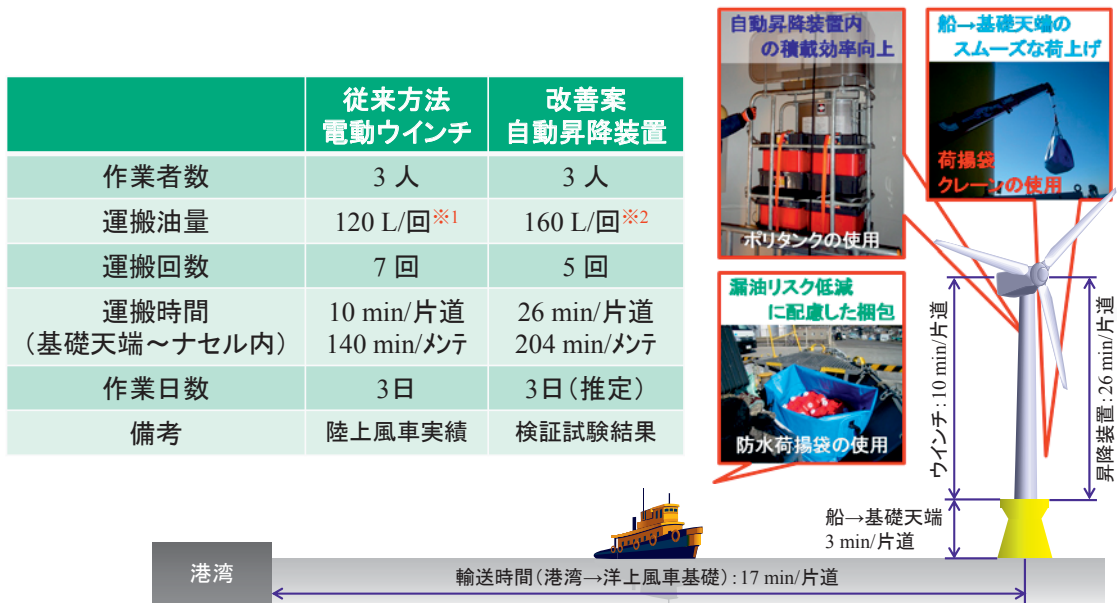 従来方法
電動ウインチ
改善案
自動昇降装置
作業者数
3 人
3 人
運搬油量
120 L/回※1
160 L/回※2
運搬回数
7 回
5 回
運搬時間
(基礎天端～ナセル内)
10 min/片道
140 min/メンテ
26 min/片道
204 min/メンテ
作業日数
3日
3日(推定)
備考
陸上風車実績
検証試験結果
自動昇降装置内
の積載効率向上
ポリタンクの使用
船→基礎天端の
スムーズな荷上げ
荷揚袋
クレーンの使用
漏油リスク低減
に配慮した梱包
防水荷揚袋の使用
ウインチ:10 min/片道
昇降装置:26 min/片道
船→基礎天端
3 min/片道
港湾
輸送時間(港湾→洋上風車基礎):17 min/片道